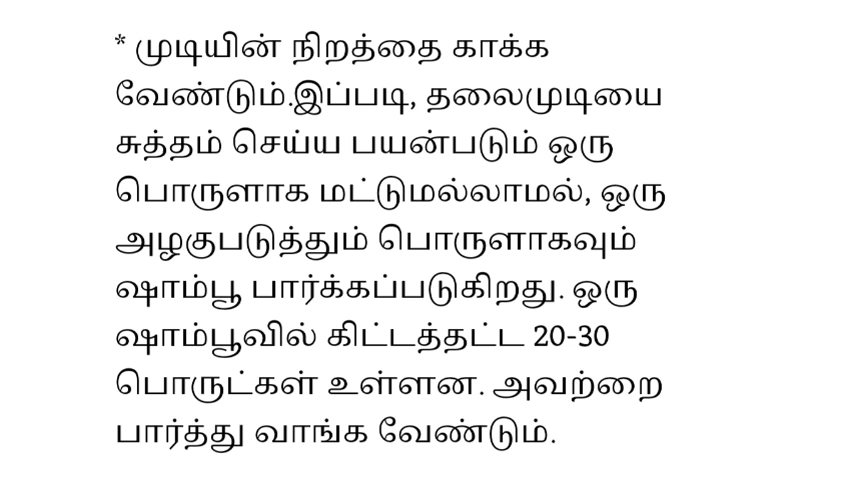 * முடியின் நிறத்தை காக்க
வேண்டும்.இப்படி, தலைமுடியை
சுத்தம் செய்ய பயன்படும் ஒரு
பொருளாக மட்டுமல்லாமல், ஒரு
அழகுபடுத்தும் பொருளாகவும்
ஷாம்பூ பார்க்கப்படுகிறது. ஒரு
ஷாம்பூவில் கிட்டத்தட்ட 20-30
பொருட்கள் உள்ளன. அவற்றை
பார்த்து வாங்க வேண்டும்.